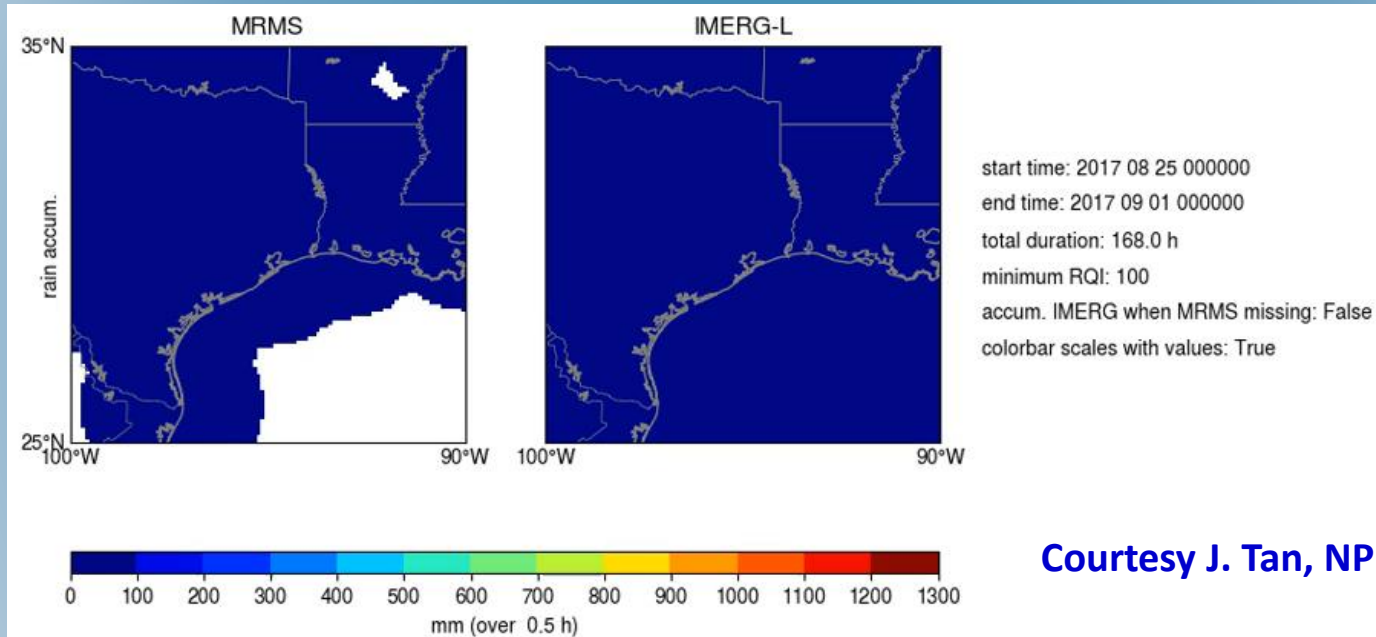 MRMS
IMERG-L
35°N
rain accum.
25°N
100°W
90°W
100°W
90°W
start time: 2017 08 25 000000
end time: 2017 09 01 000000
total duration: 168.0 h
minimum RQI: 100
accum. IMERG when MRMS missing: False
colorbar scales with values: True
0 100 200 300 400 500 600 700 800 900 1000 1100 1200 1300
mm (over 0.5 h)
Courtesy J. Tan, NP